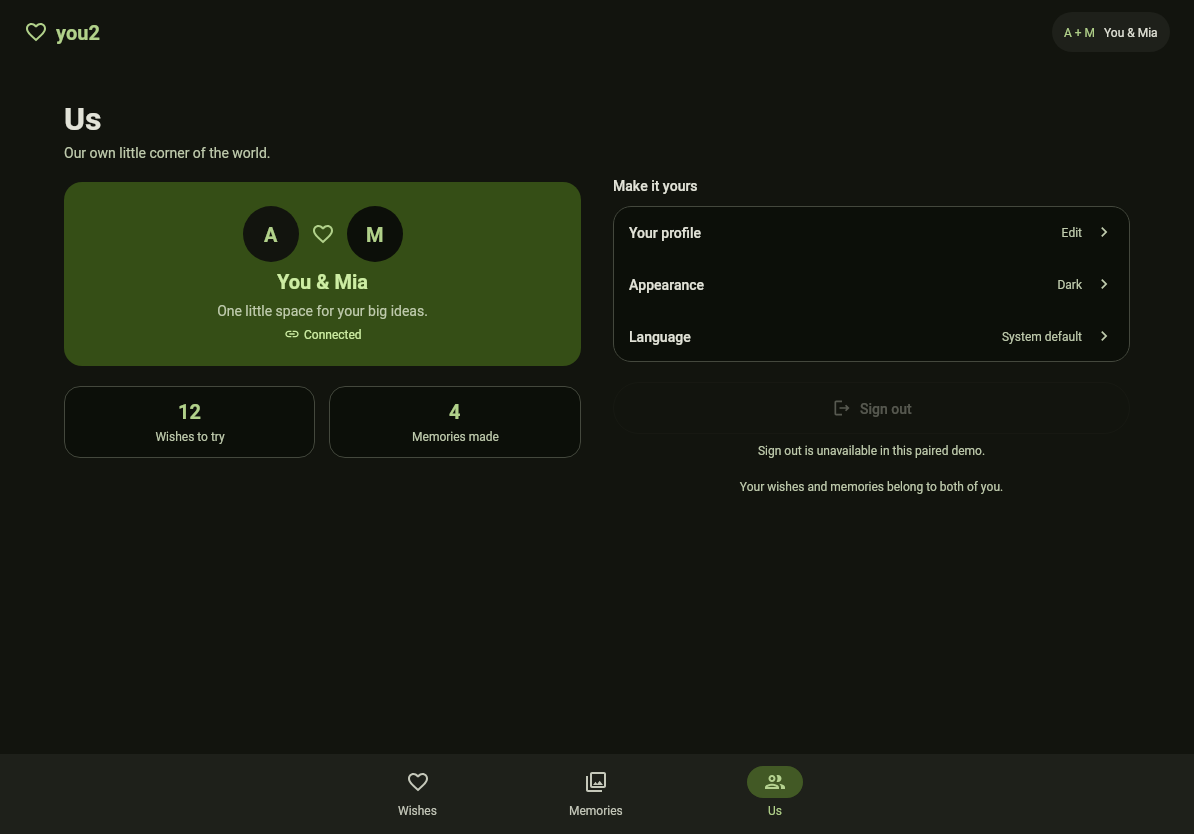 you2
A + M You & Mia
Us
Our own little corner of the world.
A M
You & Mia
One little space for your big ideas.
Connected
12
Wishes to try
4
Memories made
Make it yours
Your profile Edit
Appearance Dark
Language System default
Sign out
Sign out is unavailable in this paired demo.
Your wishes and memories belong to both of you.
Wishes
Memories
Us